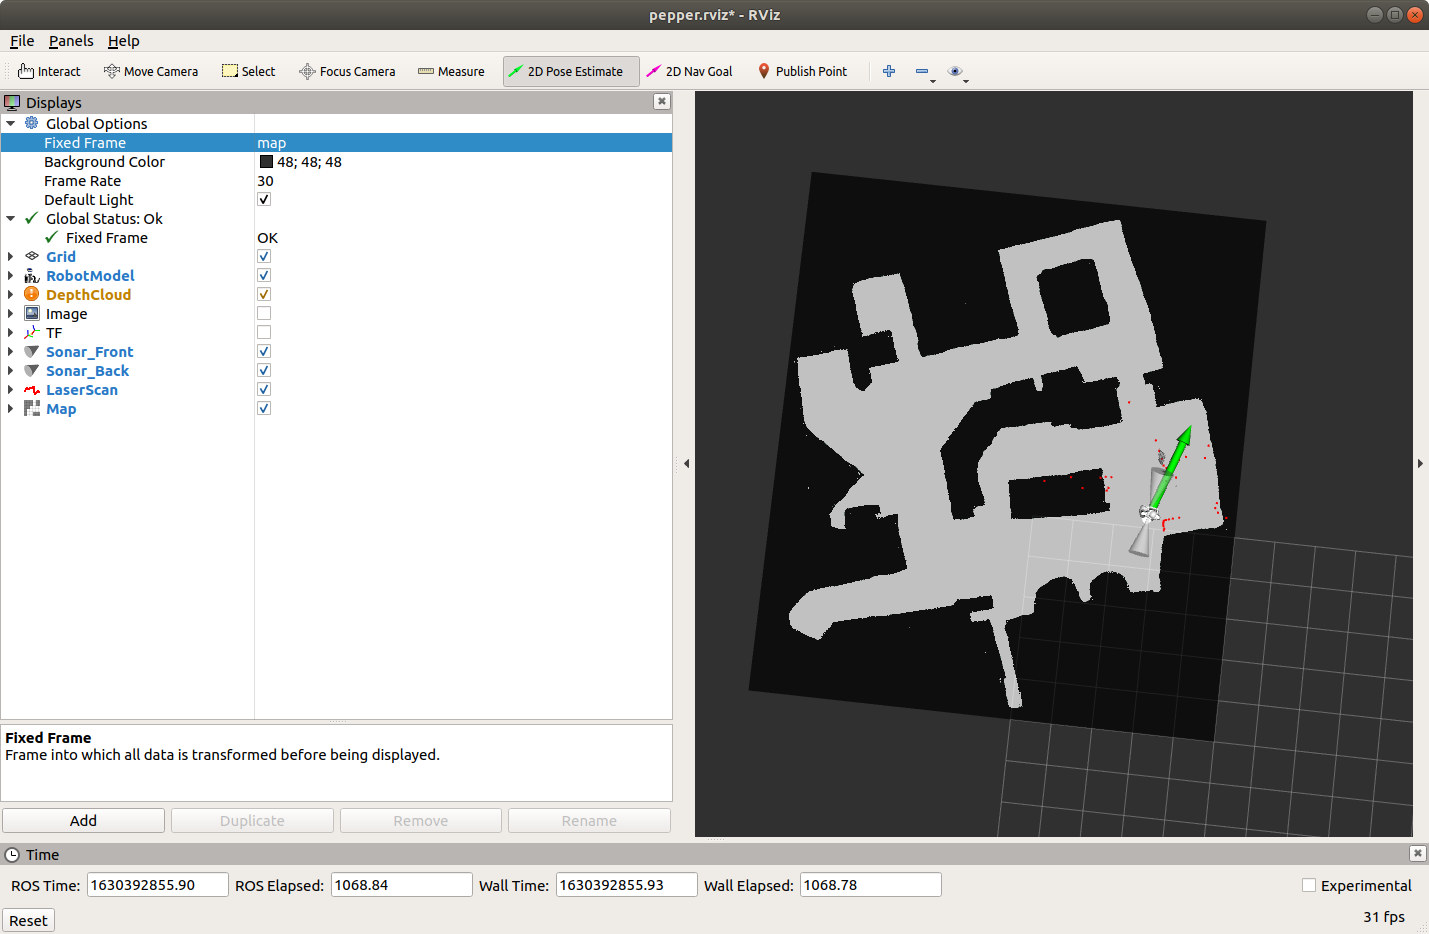 pepper.rviz* - RViz
File Panels Help
Interact Move Camera Select Focus Camera Measure 2D Pose Estimate 2D Nav Goal Publish Point
Displays
Global Options
Fixed Frame map
Background Color 48; 48; 48
Frame Rate 30
Default Light
Global Status: Ok
Fixed Frame OK
Grid
RobotModel
DepthCloud
Image
TF
Sonar_Front
Sonar_Back
LaserScan
Map
Fixed Frame
Frame into which all data is transformed before being displayed.
Add Duplicate Remove Rename
Time
ROS Time: 1630392855.90 ROS Elapsed: 1068.84 Wall Time: 1630392855.93 Wall Elapsed: 1068.78 Experimental
Reset 31 fps